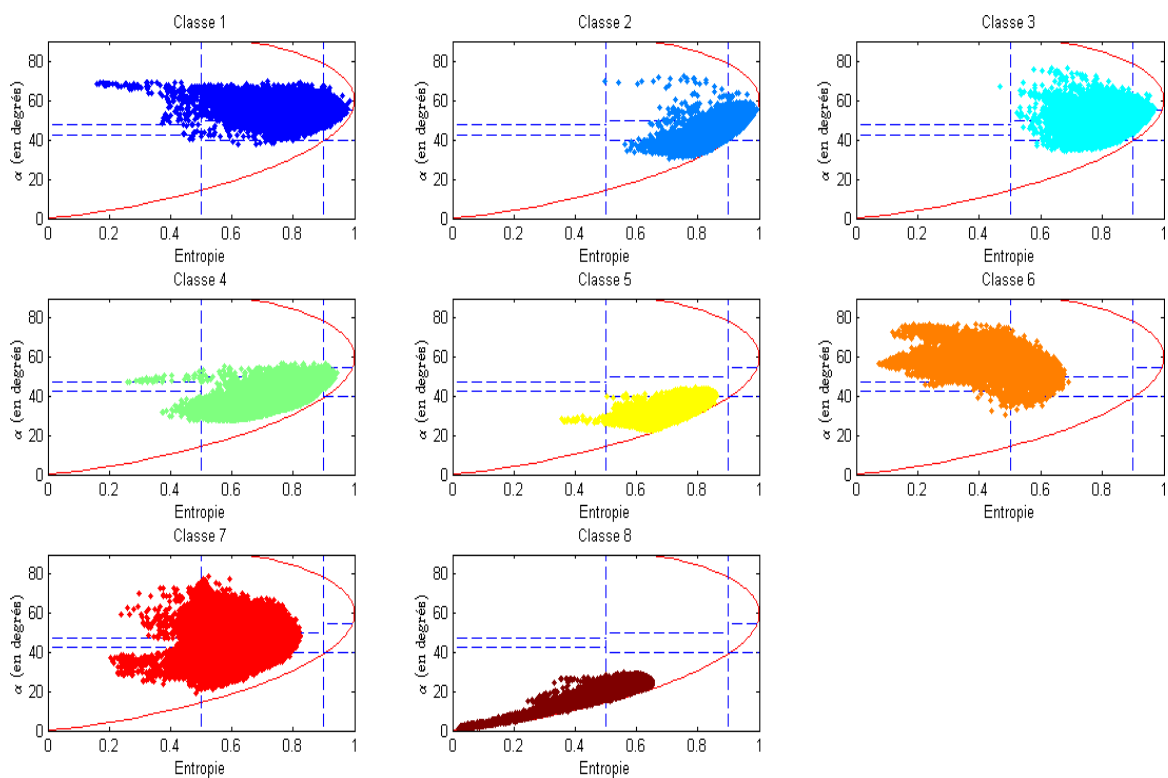 Classe 1
Classe 2
Classe 3
80
60
40
20
0
α (en degrés)
0 0.2 0.4 0.6 0.8 1
Entropie
80
60
40
20
0
α (en degrés)
0 0.2 0.4 0.6 0.8 1
Entropie
80
60
40
20
0
α (en degrés)
0 0.2 0.4 0.6 0.8 1
Entropie
Classe 4
Classe 5
Classe 6
80
60
40
20
0
α (en degrés)
0 0.2 0.4 0.6 0.8 1
Entropie
80
60
40
20
0
α (en degrés)
0 0.2 0.4 0.6 0.8 1
Entropie
80
60
40
20
0
α (en degrés)
0 0.2 0.4 0.6 0.8 1
Entropie
Classe 7
Classe 8
80
60
40
20
0
α (en degrés)
0 0.2 0.4 0.6 0.8 1
Entropie
80
60
40
20
0
α (en degrés)
0 0.2 0.4 0.6 0.8 1
Entropie